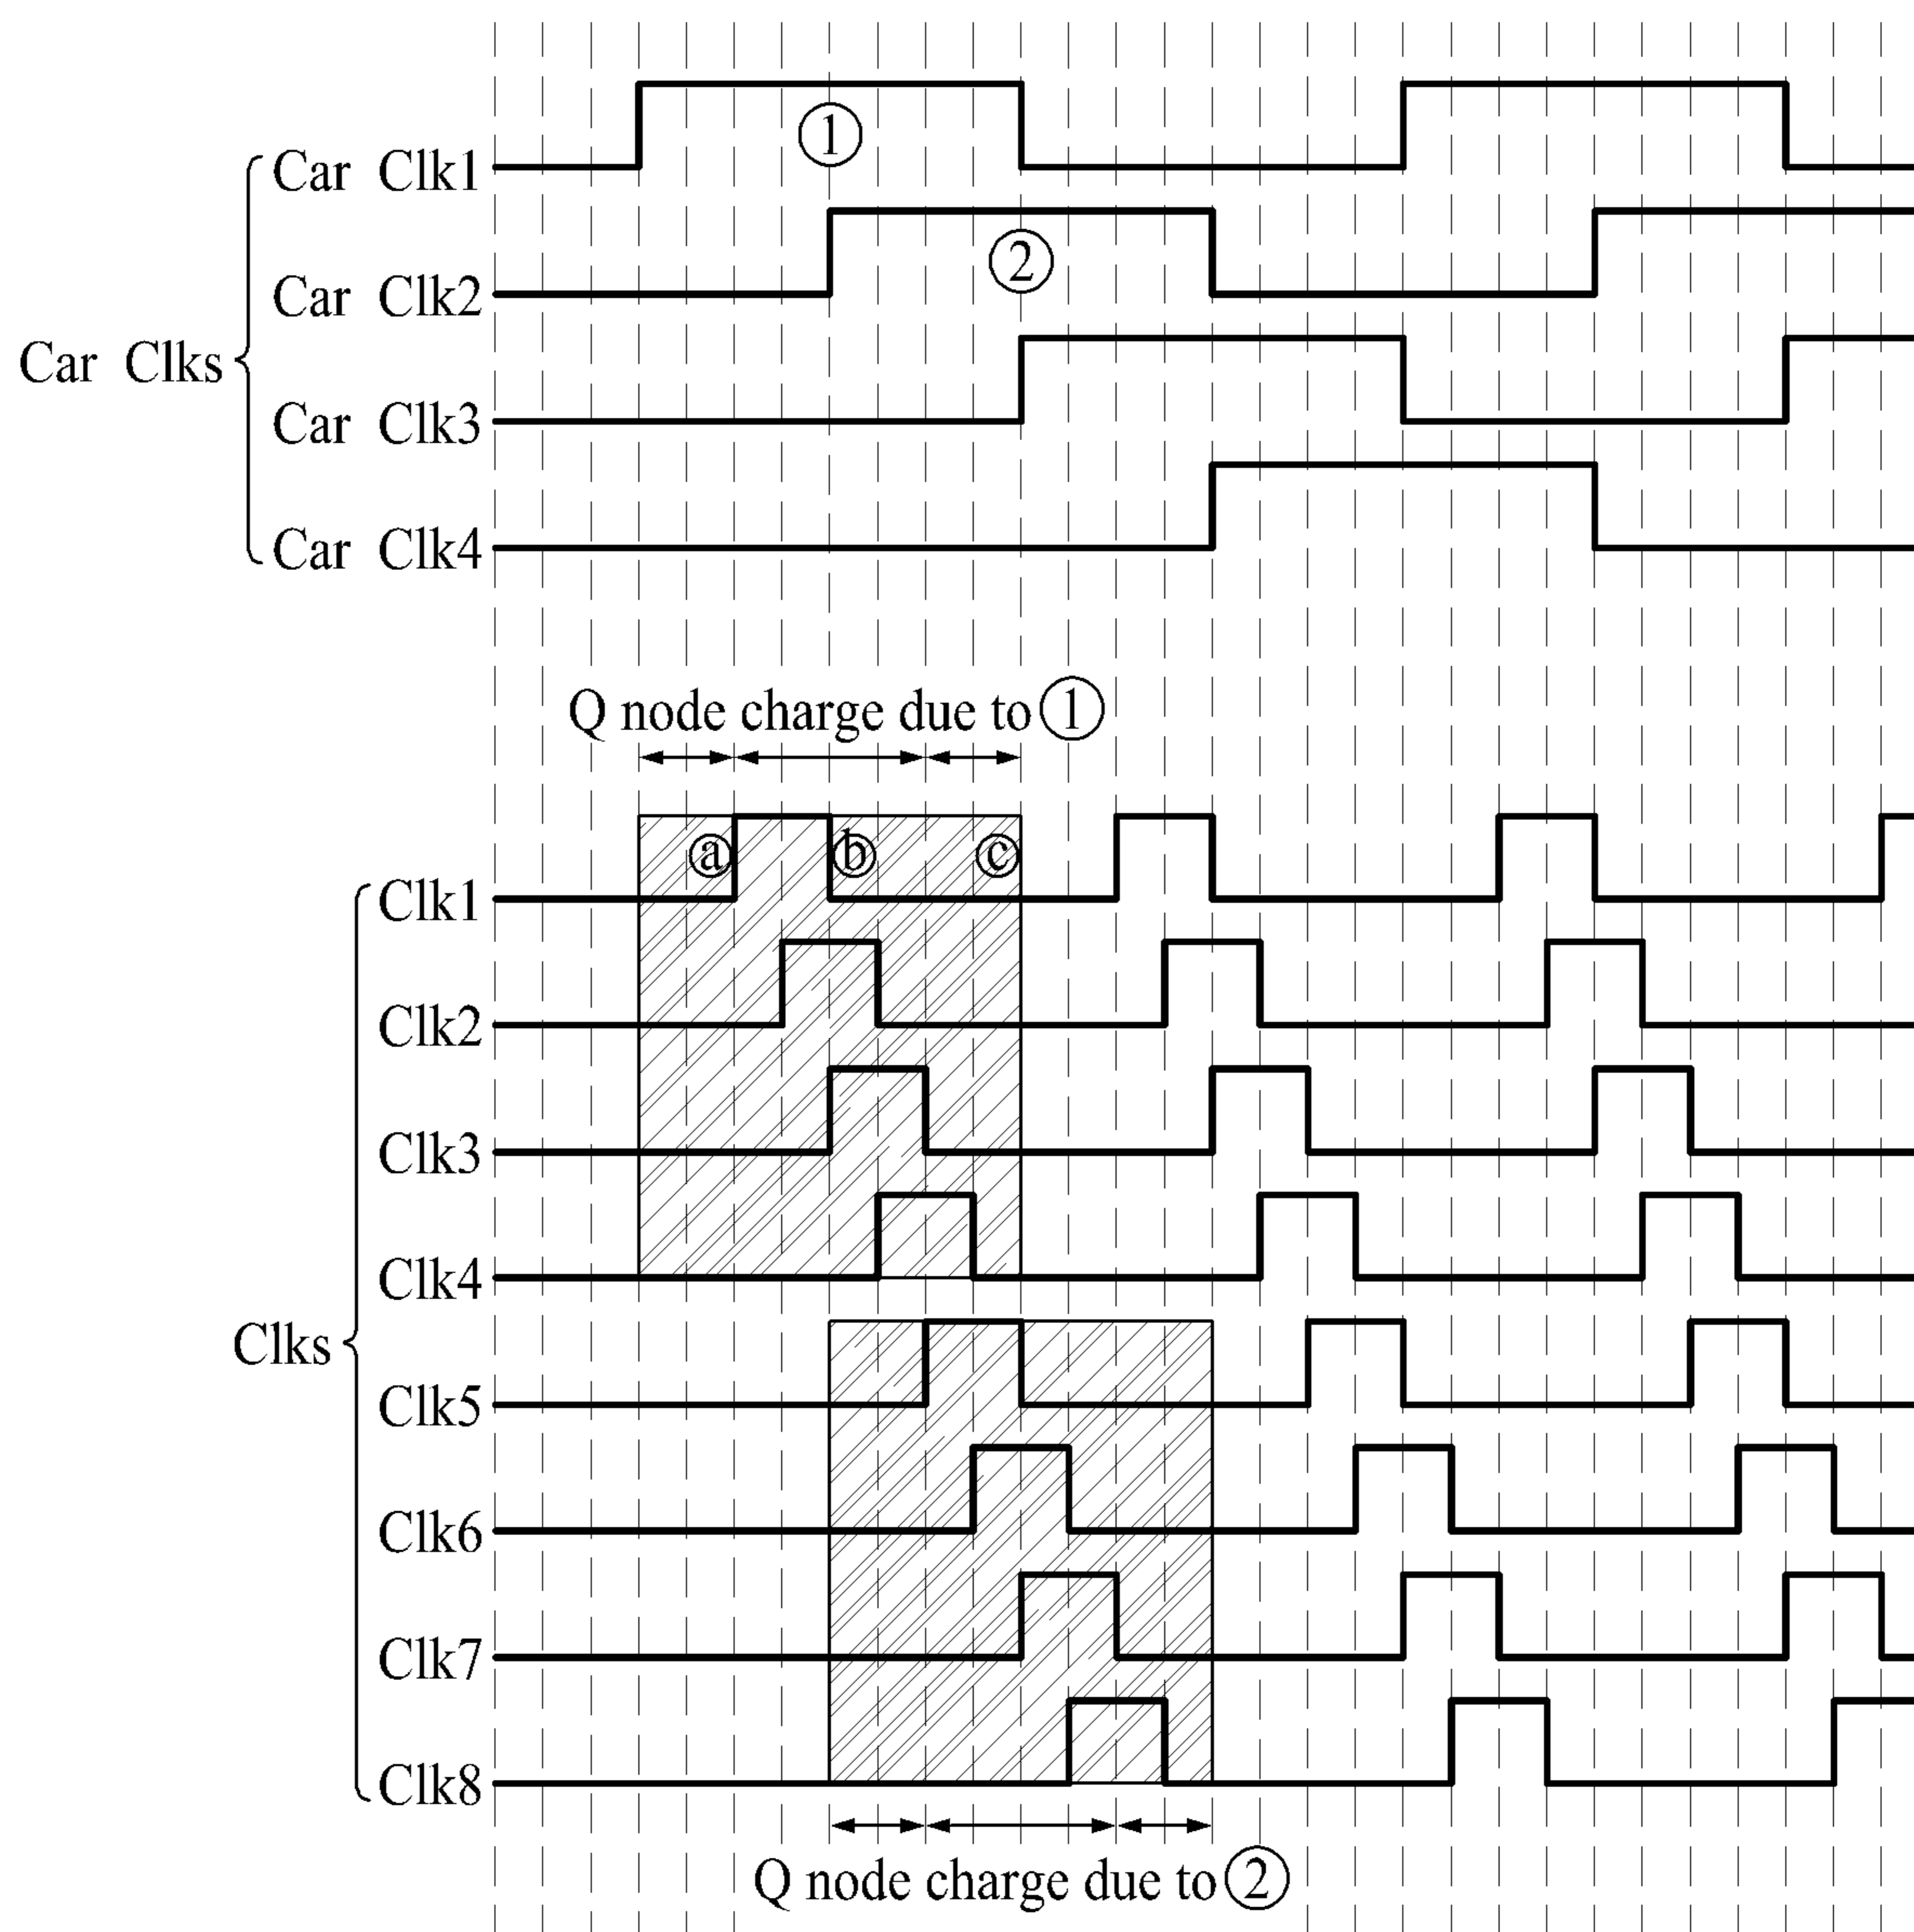 Car Clk1
①
Car Clk2
②
Car Clks
Car Clk3
Car Clk4
Q node charge due to ①
ⓐ ⓑ ⓒ
Clk1
Clk2
Clk3
Clk4
Clks
Clk5
Clk6
Clk7
Clk8
Q node charge due to ②